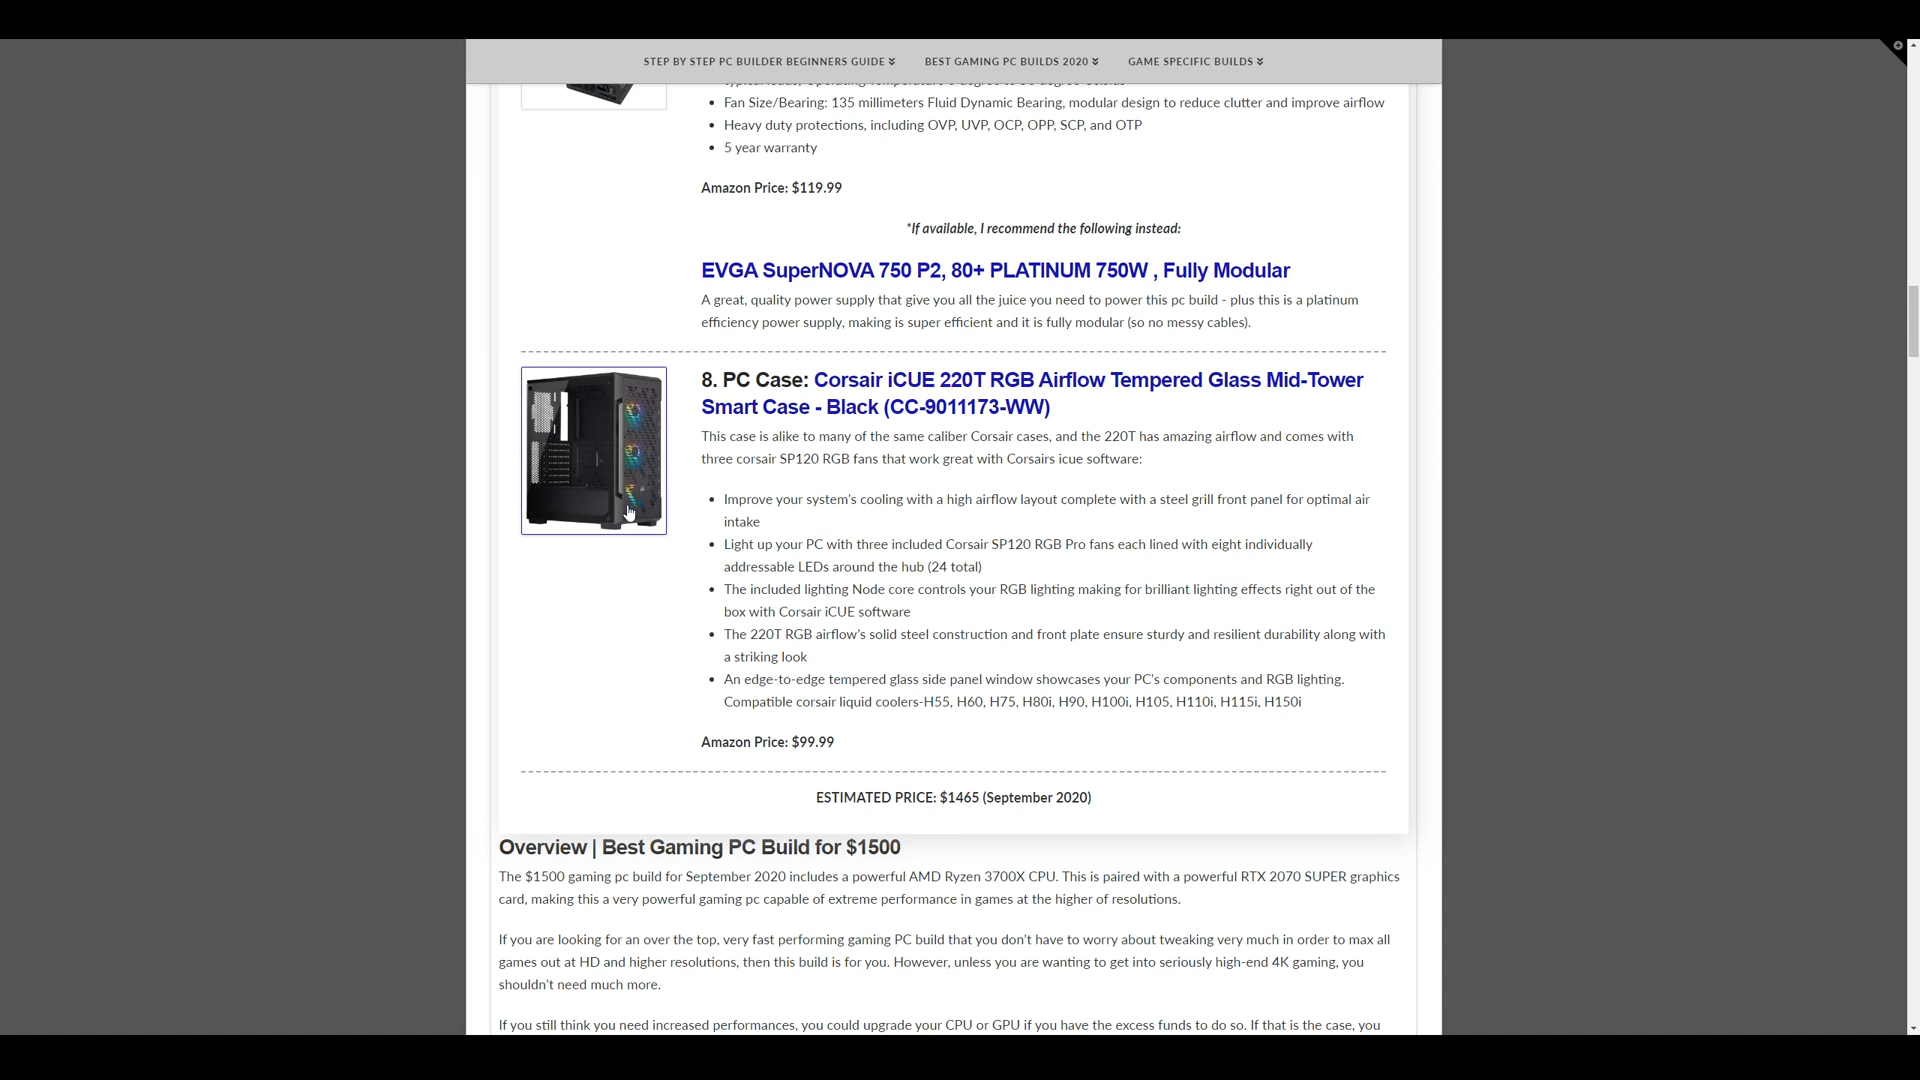 STEP BY STEP PC BUILDER BEGINNERS GUIDE
BEST GAMING PC BUILDS 2020
GAME SPECIFIC BUILDS
Fan Size/Bearing: 135 millimeters Fluid Dynamic Bearing, modular design to reduce clutter and improve airflow
Heavy duty protections, including OVP, UVP, OCP, OPP, SCP, and OTP
5 year warranty
Amazon Price: $119.99
*If available, I recommend the following instead:
EVGA SuperNOVA 750 P2, 80+ PLATINUM 750W , Fully Modular
A great, quality power supply that give you all the juice you need to power this pc build - plus this is a platinum
efficiency power supply, making is super efficient and it is fully modular (so no messy cables).
8. PC Case: Corsair iCUE 220T RGB Airflow Tempered Glass Mid-Tower
Smart Case - Black (CC-9011173-WW)
This case is alike to many of the same caliber Corsair cases, and the 220T has amazing airflow and comes with
three corsair SP120 RGB fans that work great with Corsairs icue software:
Improve your system's cooling with a high airflow layout complete with a steel grill front panel for optimal air
intake
Light up your PC with three included Corsair SP120 RGB Pro fans each lined with eight individually
addressable LEDs around the hub (24 total)
The included lighting Node core controls your RGB lighting making for brilliant lighting effects right out of the
box with Corsair iCUE software
The 220T RGB airflow's solid steel construction and front plate ensure sturdy and resilient durability along with
a striking look
An edge-to-edge tempered glass side panel window showcases your PC's components and RGB lighting.
Compatible corsair liquid coolers-H55, H60, H75, H80i, H90, H100i, H105, H110i, H115i, H150i
Amazon Price: $99.99
ESTIMATED PRICE: $1465 (September 2020)
Overview | Best Gaming PC Build for $1500
The $1500 gaming pc build for September 2020 includes a powerful AMD Ryzen 3700X CPU. This is paired with a powerful RTX 2070 SUPER graphics
card, making this a very powerful gaming pc capable of extreme performance in games at the higher of resolutions.
If you are looking for an over the top, very fast performing gaming PC build that you don't have to worry about tweaking very much in order to max all
games out at HD and higher resolutions, then this build is for you. However, unless you are wanting to get into seriously high-end 4K gaming, you
shouldn't need much more.
If you still think you need increased performances, you could upgrade your CPU or GPU if you have the excess funds to do so. If that is the case, you